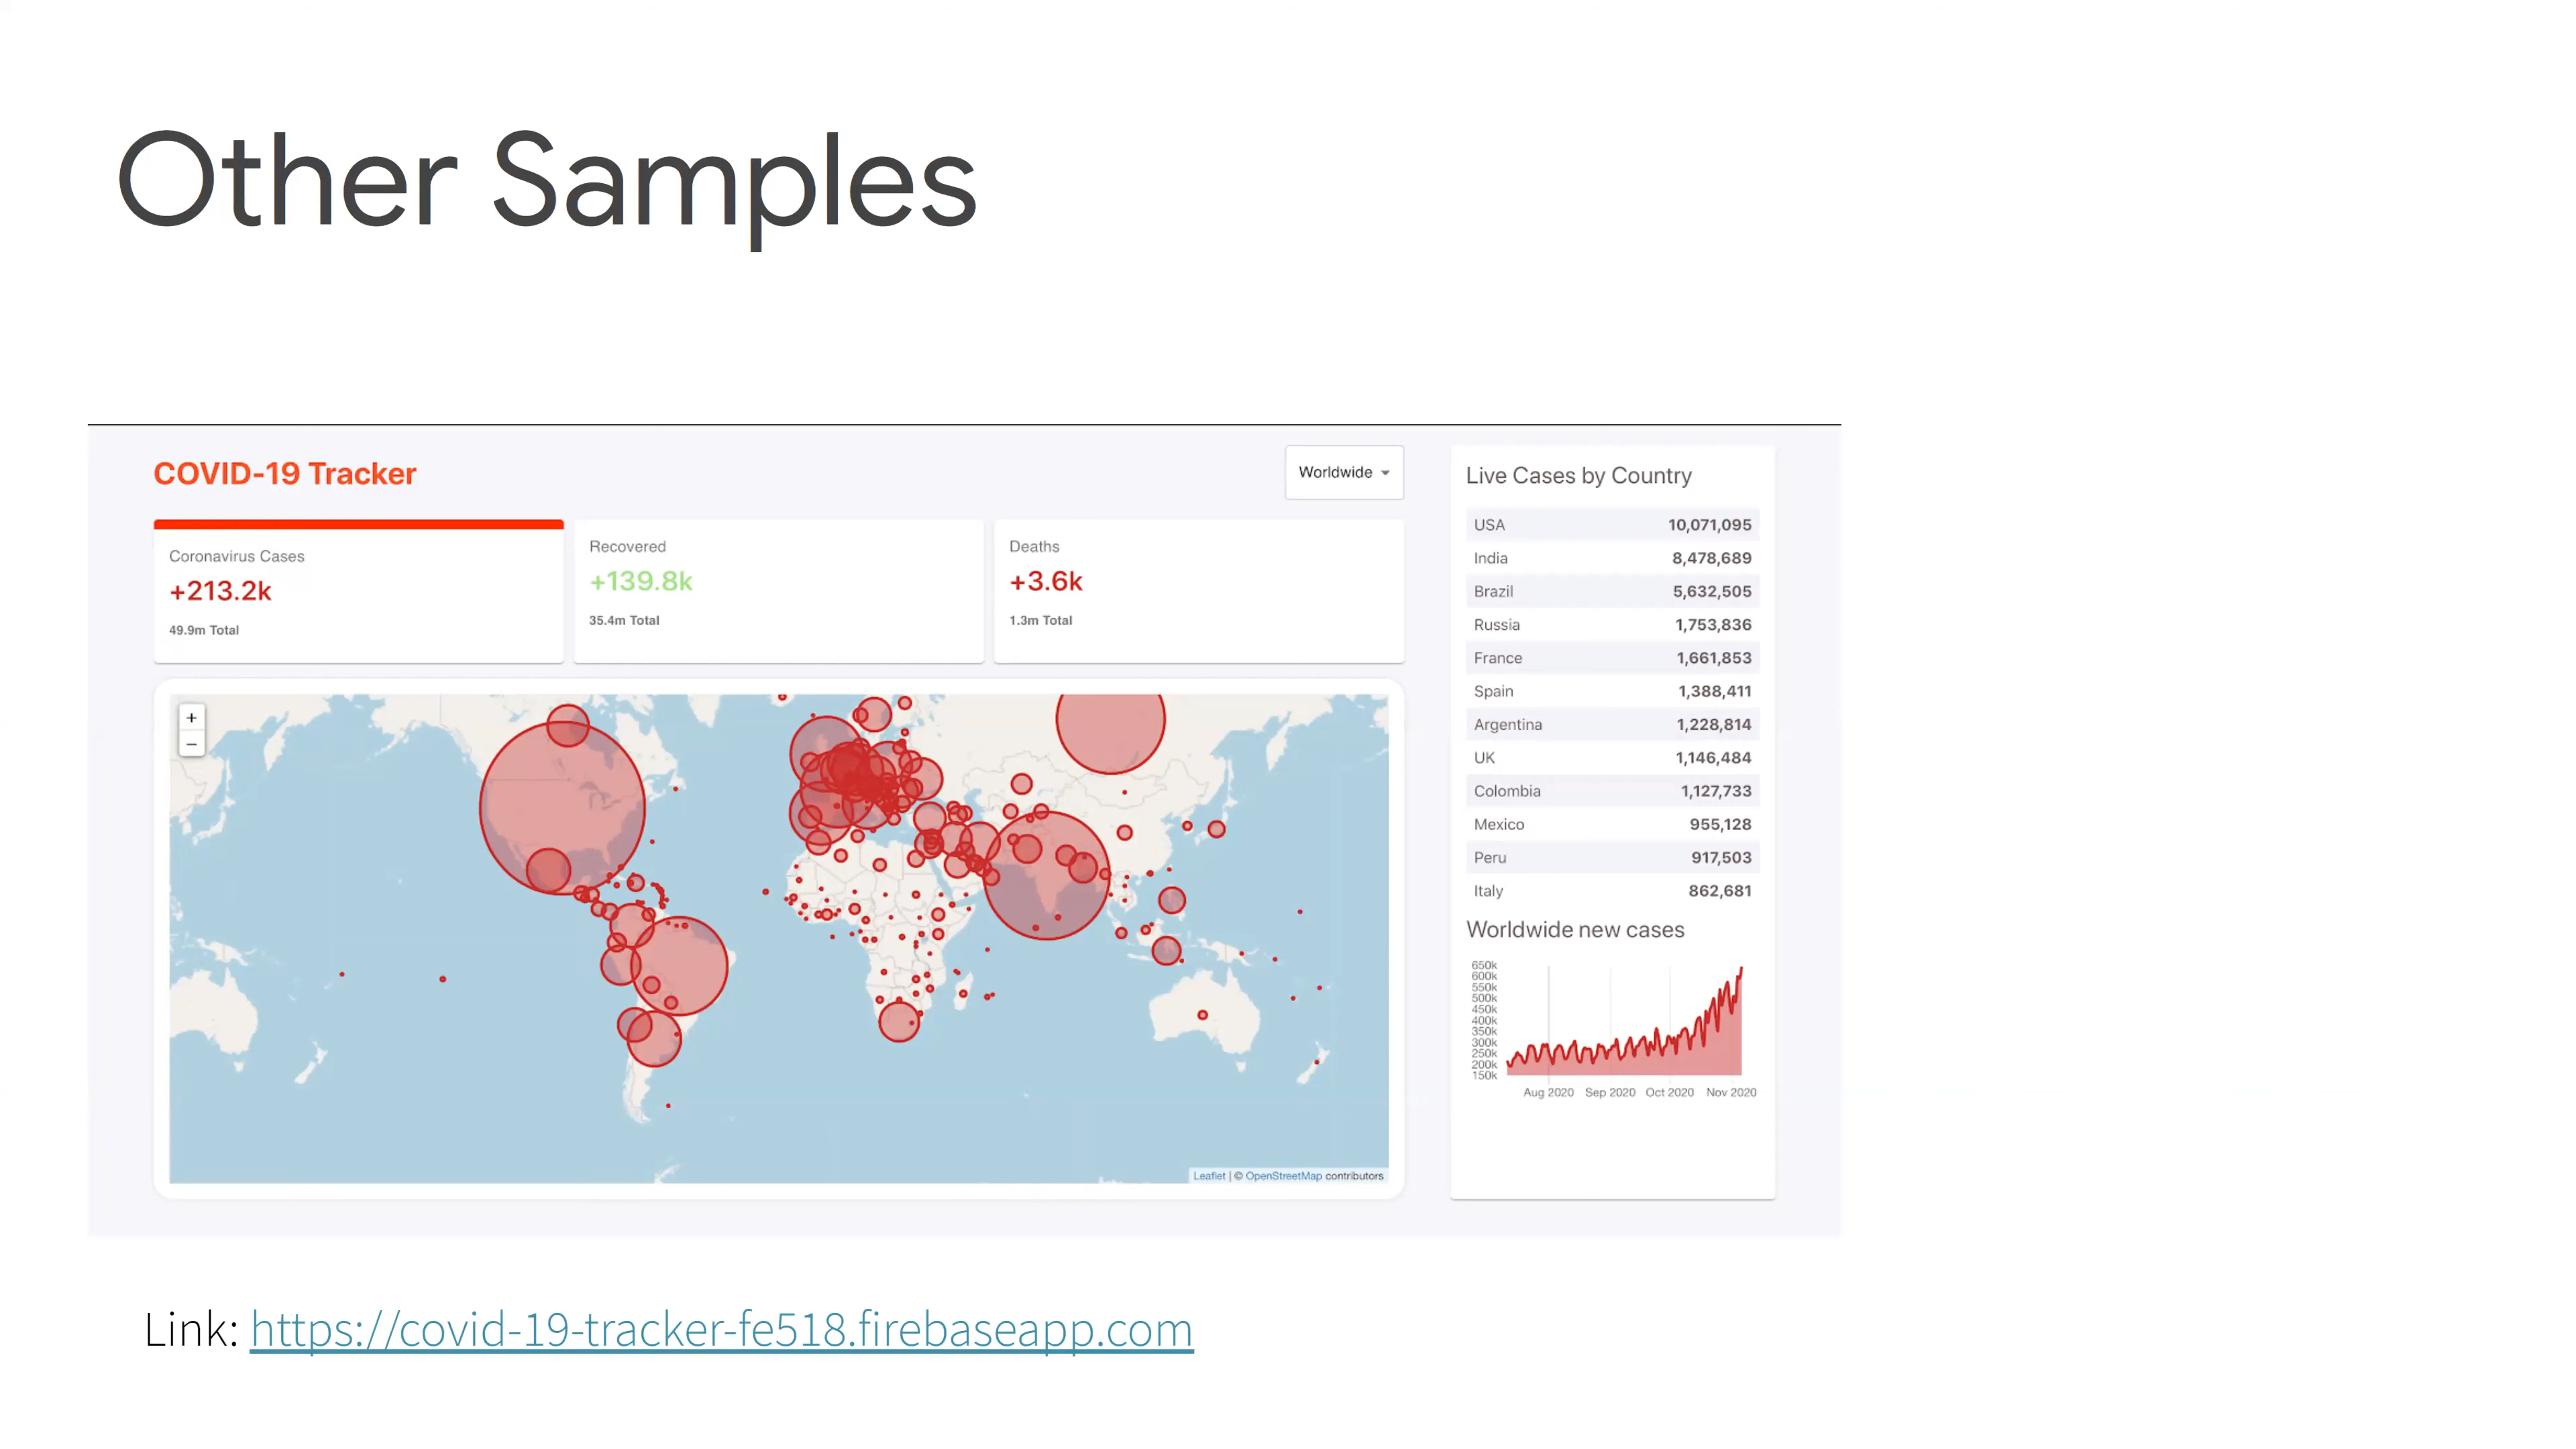 Other Samples
COVID-19 Tracker
Worldwide
Coronavirus Cases
+213.2k
49.9m Total
Recovered
+139.8k
35.4m Total
Deaths
+3.6k
1.3m Total
+
−
Leaflet | © OpenStreetMap contributors
Live Cases by Country
USA 10,071,095
India 8,478,689
Brazil 5,632,505
Russia 1,753,836
France 1,661,853
Spain 1,388,411
Argentina 1,228,814
UK 1,146,484
Colombia 1,127,733
Mexico 955,128
Peru 917,503
Italy 862,681
Worldwide new cases
650k
600k
550k
500k
450k
400k
350k
300k
250k
200k
150k
Aug 2020 Sep 2020 Oct 2020 Nov 2020
Link: https://covid-19-tracker-fe518.firebaseapp.com